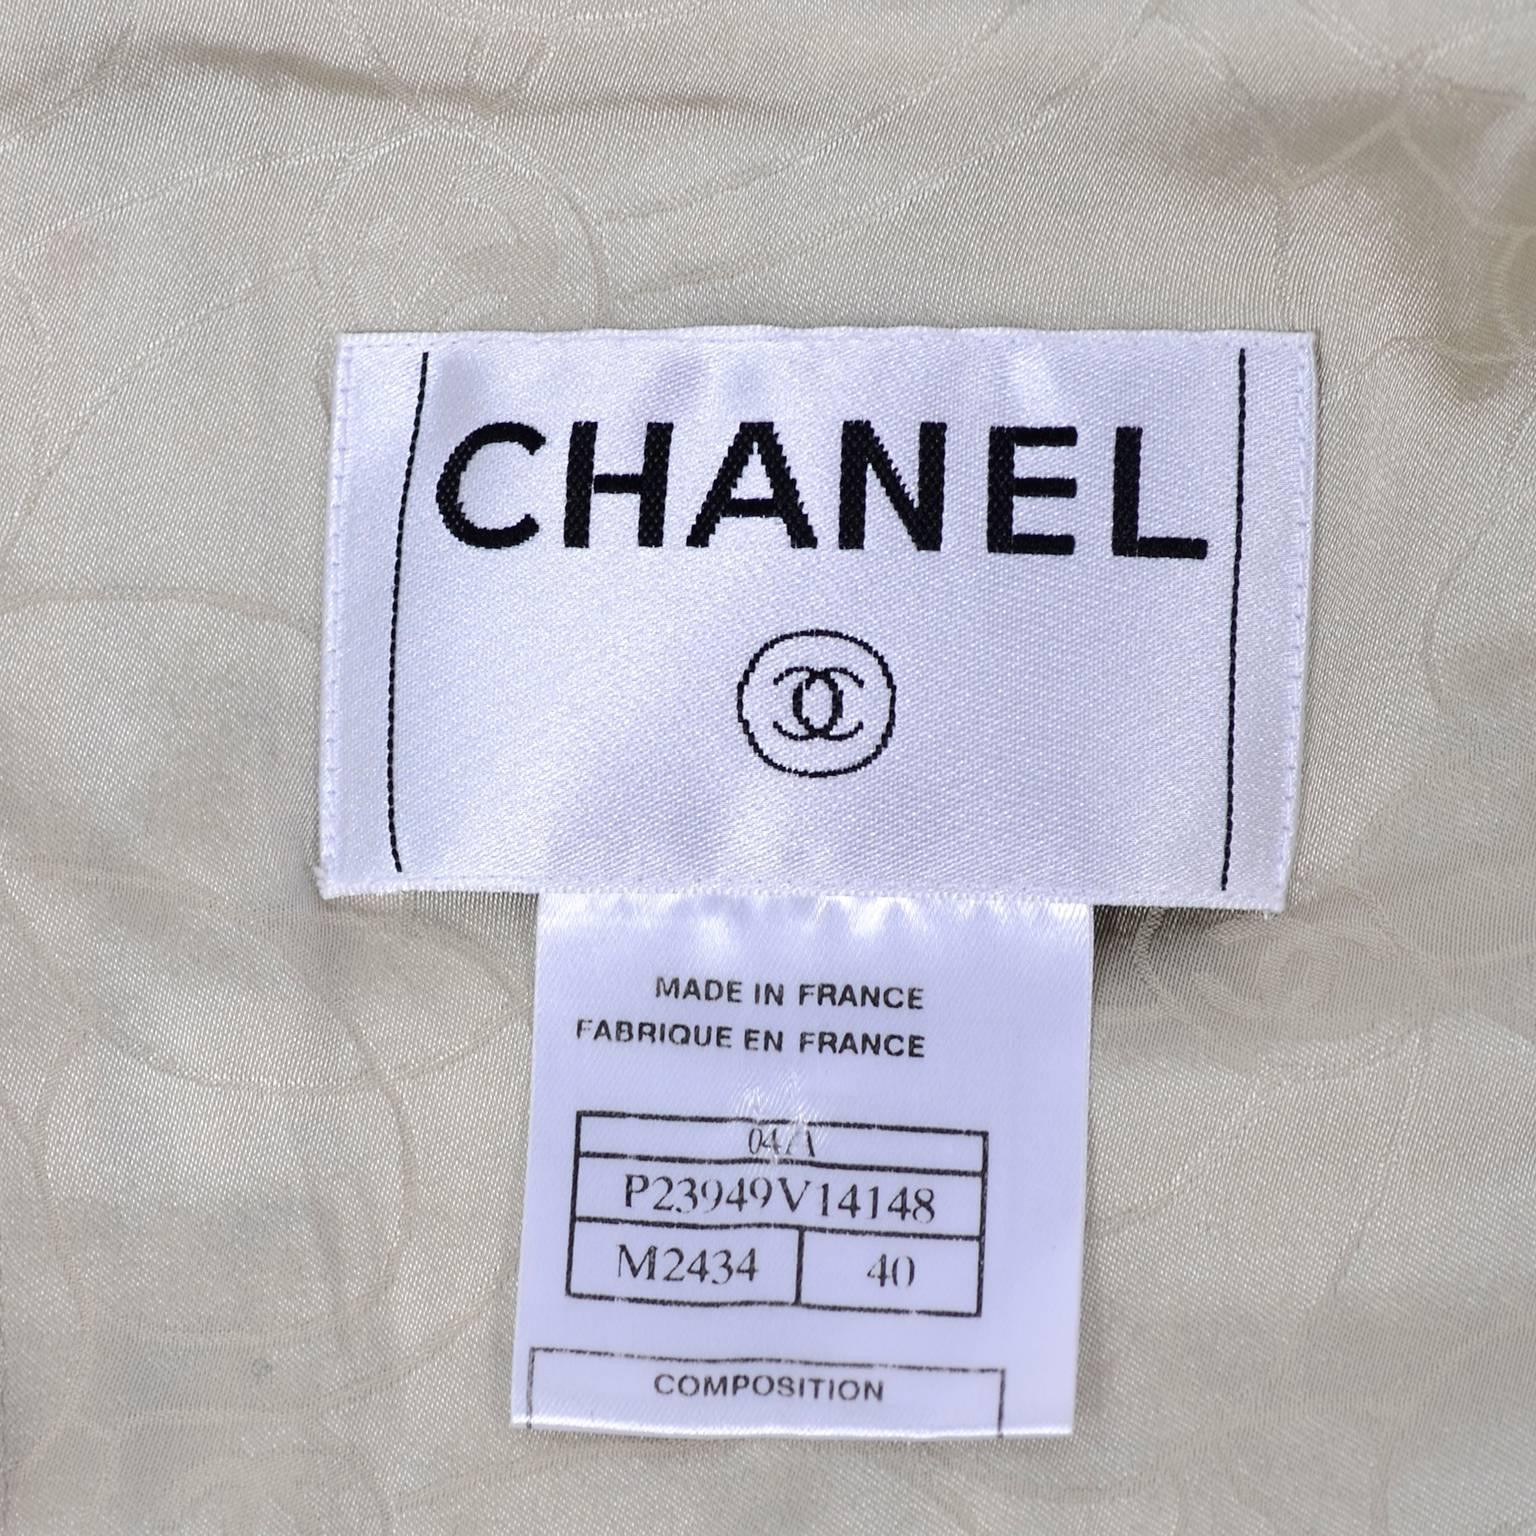 CHANEL
MADE IN FRANCE
FABRIQUE EN FRANCE
04A
P23949V14148
M2434 40
COMPOSITION